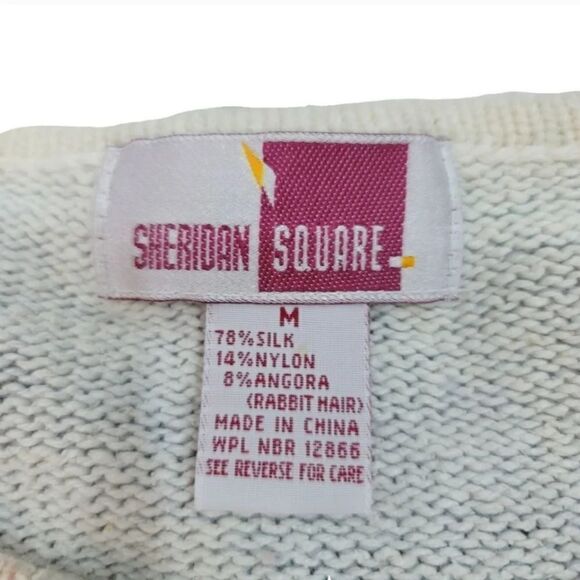 SHERIDAN SQUARE
M
78% SILK
14% NYLON
8% ANGORA
(RABBIT HAIR)
MADE IN CHINA
WPL NBR 12866
SEE REVERSE FOR CARE